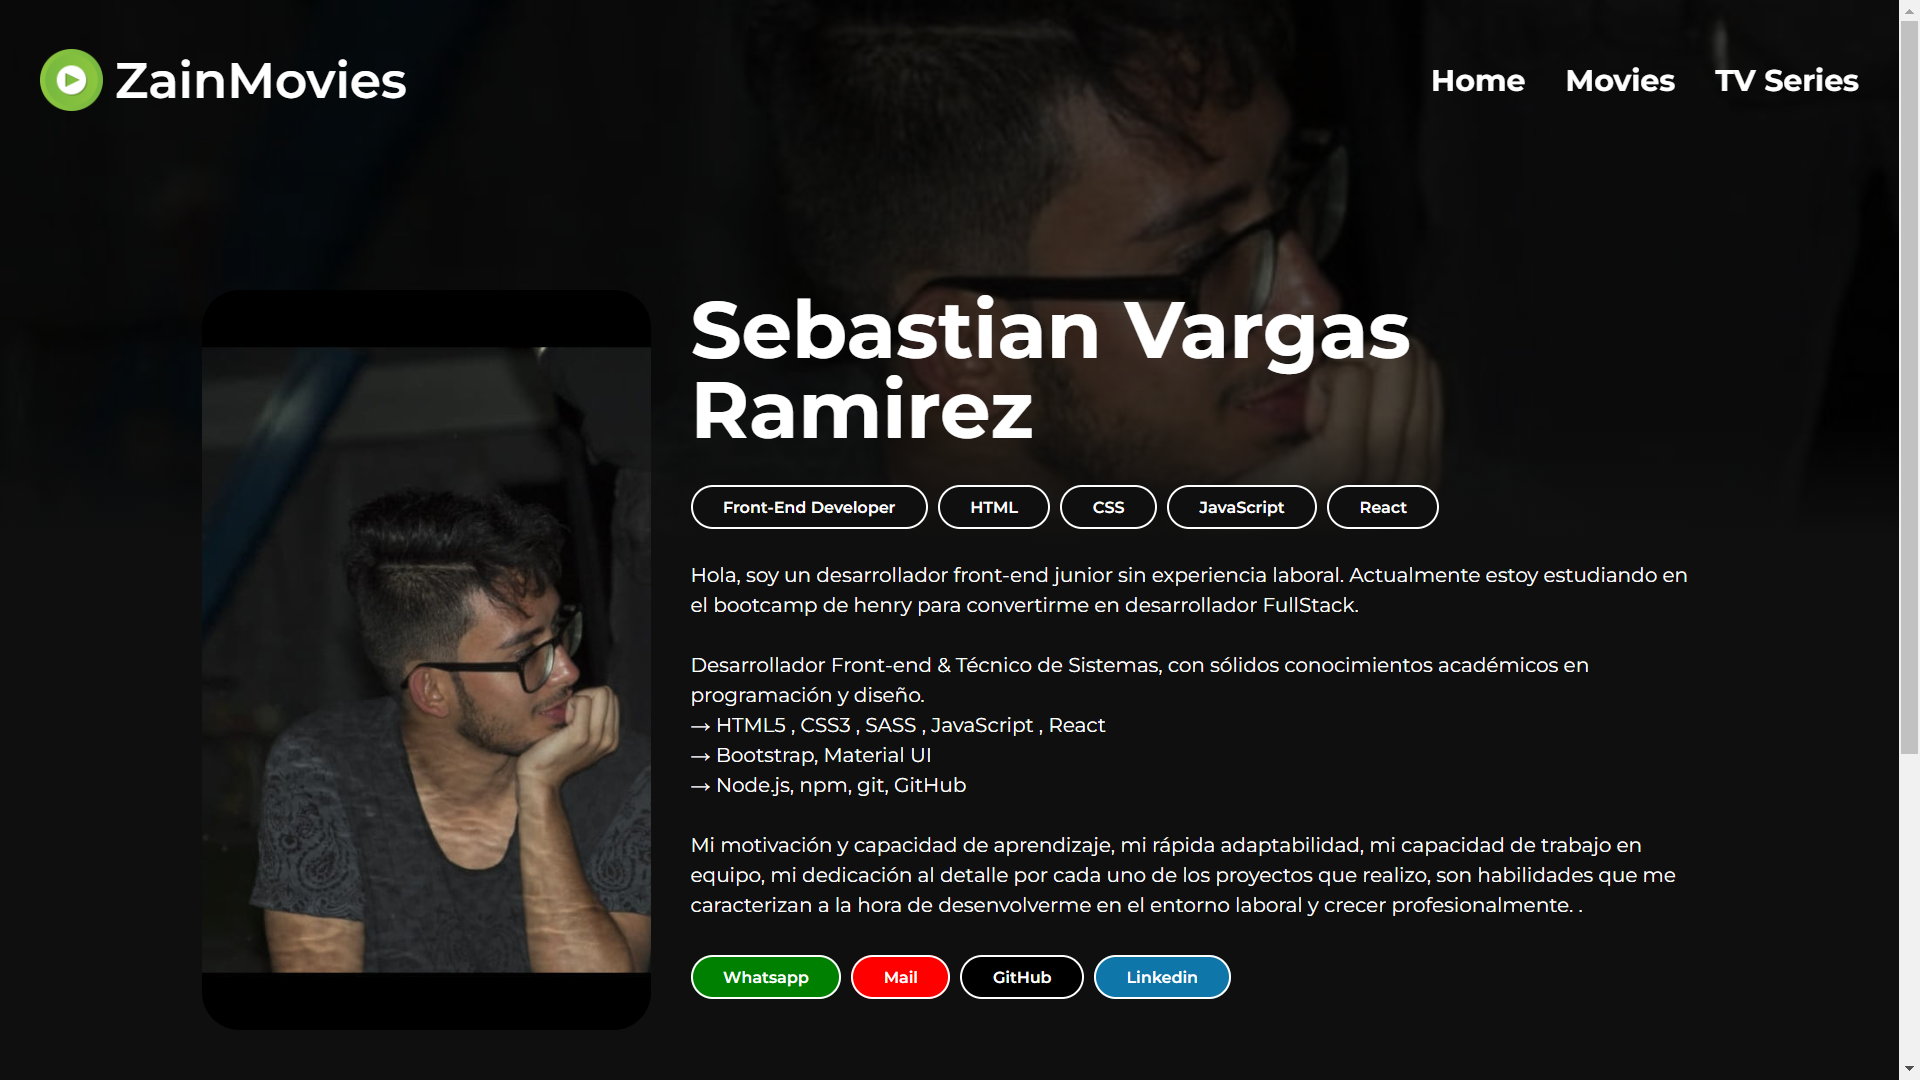 ZainMovies
Home Movies TV Series
Sebastian Vargas
Ramirez
Front-End Developer HTML CSS JavaScript React
Hola, soy un desarrollador front-end junior sin experiencia laboral. Actualmente estoy estudiando en
el bootcamp de henry para convertirme en desarrollador FullStack.
Desarrollador Front-end & Técnico de Sistemas, con sólidos conocimientos académicos en
programación y diseño.
→ HTML5 , CSS3 , SASS , JavaScript , React
→ Bootstrap, Material UI
→ Node.js, npm, git, GitHub
Mi motivación y capacidad de aprendizaje, mi rápida adaptabilidad, mi capacidad de trabajo en
equipo, mi dedicación al detalle por cada uno de los proyectos que realizo, son habilidades que me
caracterizan a la hora de desenvolverme en el entorno laboral y crecer profesionalmente. .
Whatsapp Mail GitHub Linkedin